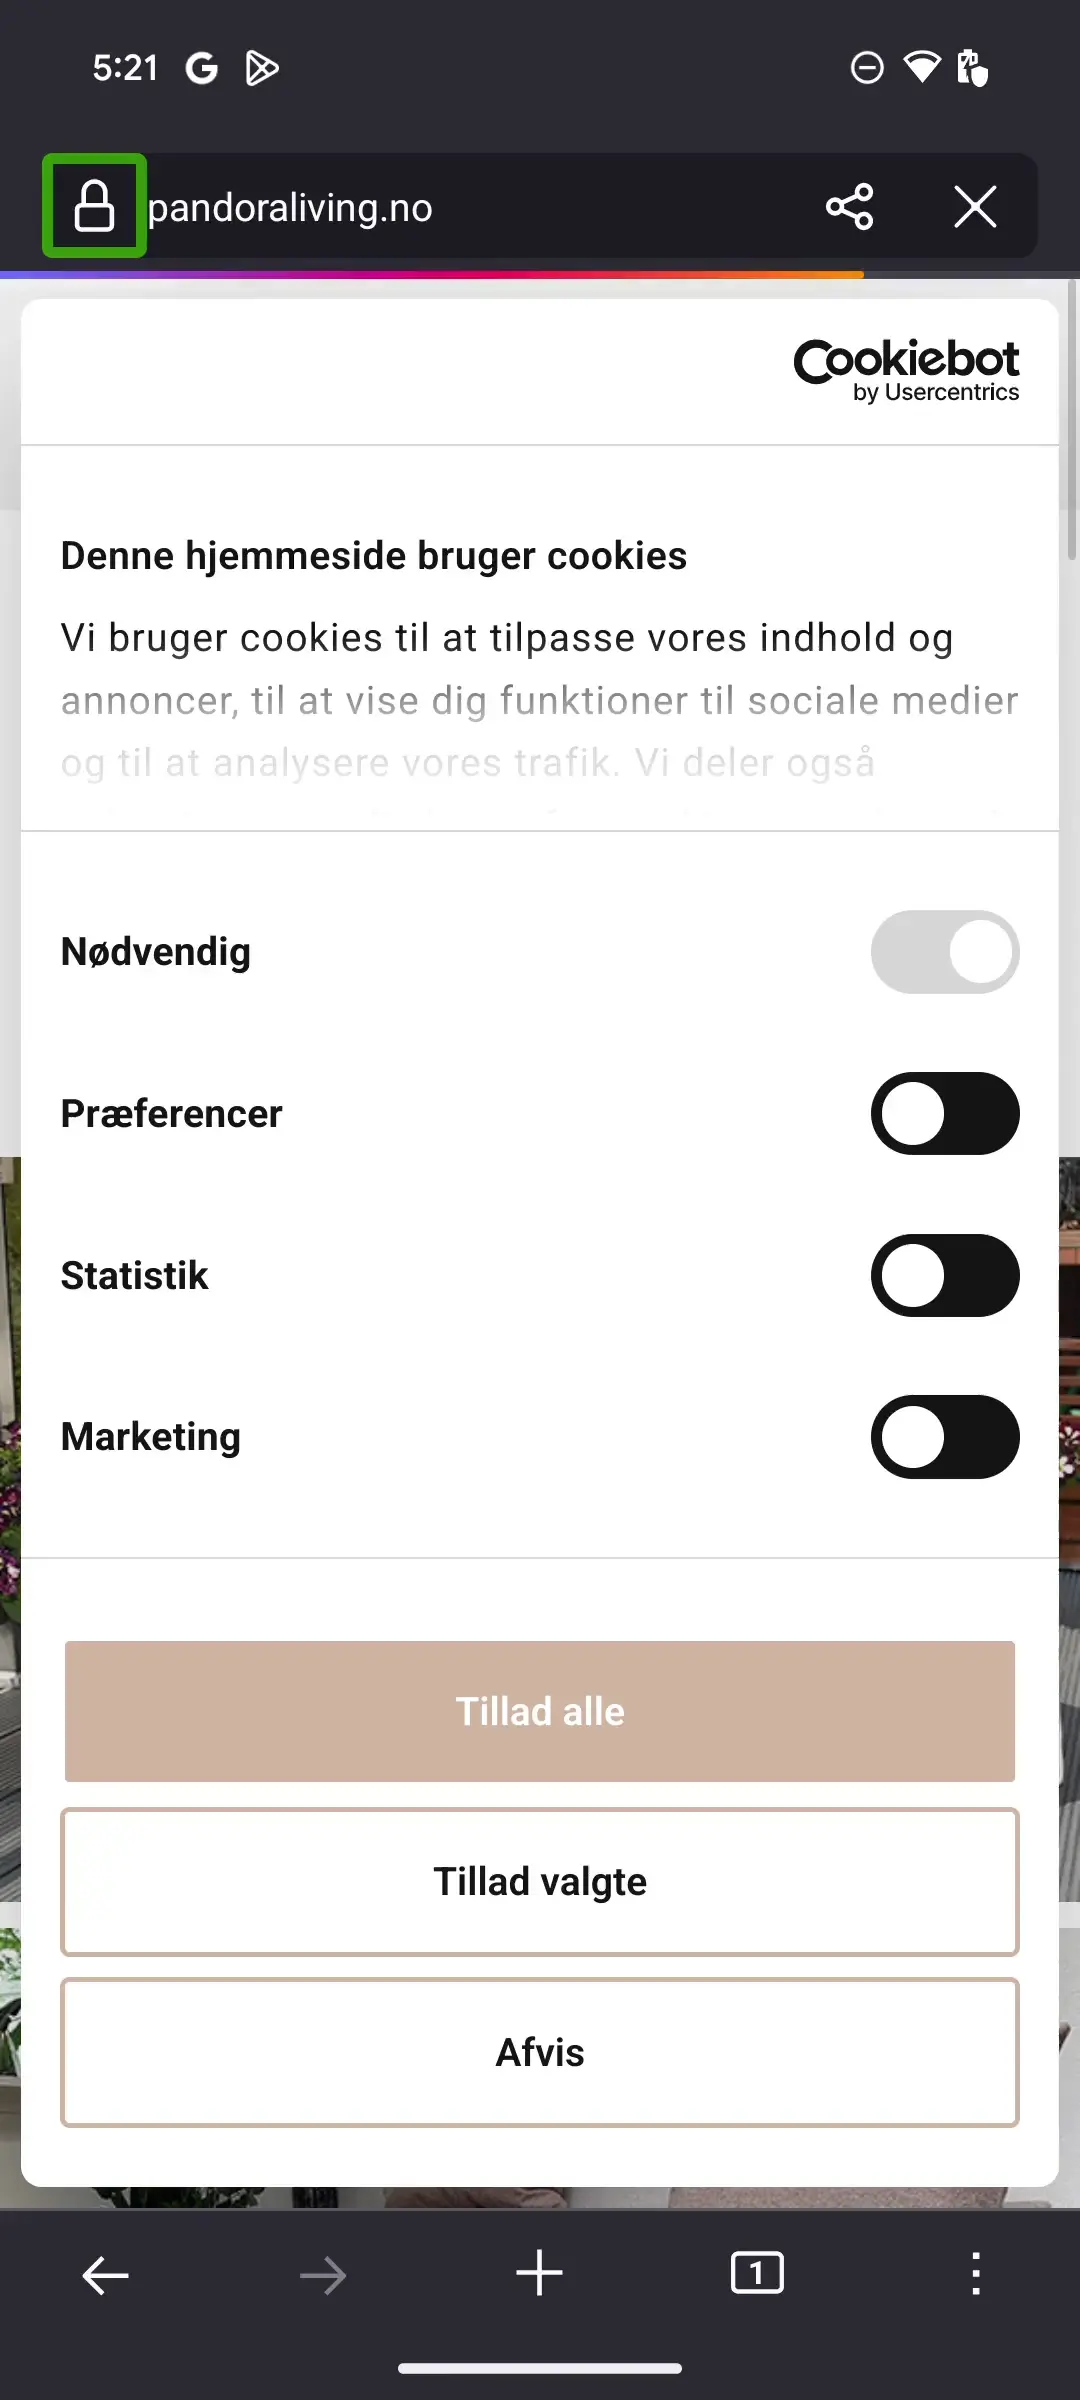 5:21
pandoraliving.no
Cookiebot
by Usercentrics
Denne hjemmeside bruger cookies
Vi bruger cookies til at tilpasse vores indhold og
annoncer, til at vise dig funktioner til sociale medier
og til at analysere vores trafik. Vi deler også
Nødvendig
Præferencer
Statistik
Marketing
Tillad alle
Tillad valgte
Afvis
1